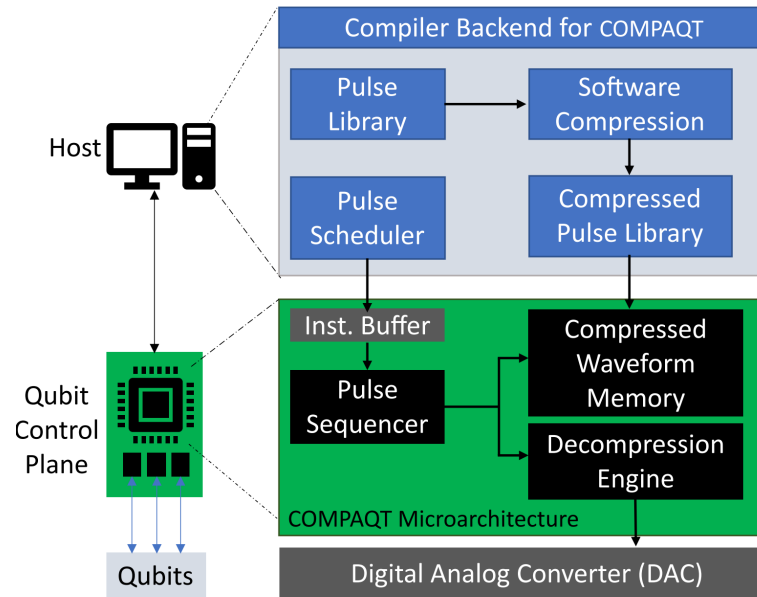 Compiler Backend for COMPAQT
Pulse
Library
Software
Compression
Host
Pulse
Scheduler
Compressed
Pulse Library
Inst. Buffer
Compressed
Waveform
Memory
Pulse
Sequencer
Qubit
Control
Plane
Decompression
Engine
COMPAQT Microarchitecture
Qubits
Digital Analog Converter (DAC)